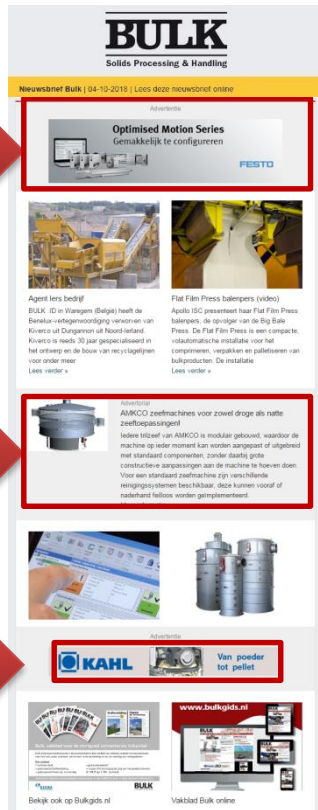 BULK
Solids Processing & Handling
Nieuwsbrief Bulk | 04-10-2018 | Lees deze nieuwsbrief online
Advertentie
Optimised Motion Series
Gemakkelijk te configureren
FESTO
Agent Iers bedrijf
BULK ID in Waregem (België) heeft de
Benelux-vertegenwoordiging verworven van
Kiverco uit Dungannon uit Noord-Ierland.
Kiverco is reeds 30 jaar gespecialiseerd in
het ontwerp en de bouw van recyclagelijnen
voor onder meer
Lees verder »
Flat Film Press balenpers (video)
Apollo ISC presenteert haar Flat Film Press
balenpers, de opvolger van de Big Bale
Press. De Flat Film Press is een compacte,
volautomatische installatie voor het
comprimeren, verpakken en palletiseren van
bulkproducten. De installatie
Lees verder »
Advertorial
AMKCO zeefmachines voor zowel droge als natte
zeeftoepassingen!
Iedere trilzeef van AMKCO is modulair gebouwd, waardoor de
machine op ieder moment kan worden aangepast of uitgebreid
met standaard componenten, zonder daarbij grote
constructieve aanpassingen aan de machine te hoeven doen.
Voor een standaard zeefmachine zijn verschillende
reinigingssystemen beschikbaar, deze kunnen vooraf of
naderhand feilloos worden geïmplementeerd.
Advertentie
KAHL
Van poeder
tot pellet
www.bulkgids.nl
BULK
Bekijk ook op Bulkgids.nl
Vakblad Bulk online